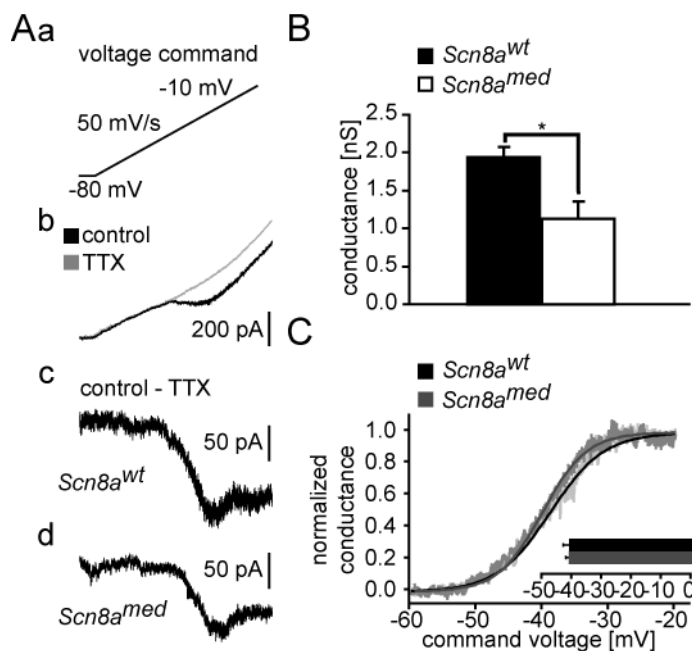 Aa
voltage command
-10 mV
50 mV/s
-80 mV
b
control
TTX
200 pA
c
control - TTX
50 pA
Scn8a^wt
d
50 pA
Scn8a^med
B
Scn8a^wt
Scn8a^med
*
2.5
2.0
1.5
1.0
0.5
0.0
conductance [nS]
C
Scn8a^wt
Scn8a^med
1.0
0.8
0.6
0.4
0.2
0.0
normalized
conductance
-50 -40 -30 -20 -10 0
-60 -50 -40 -30 -20
command voltage [mV]